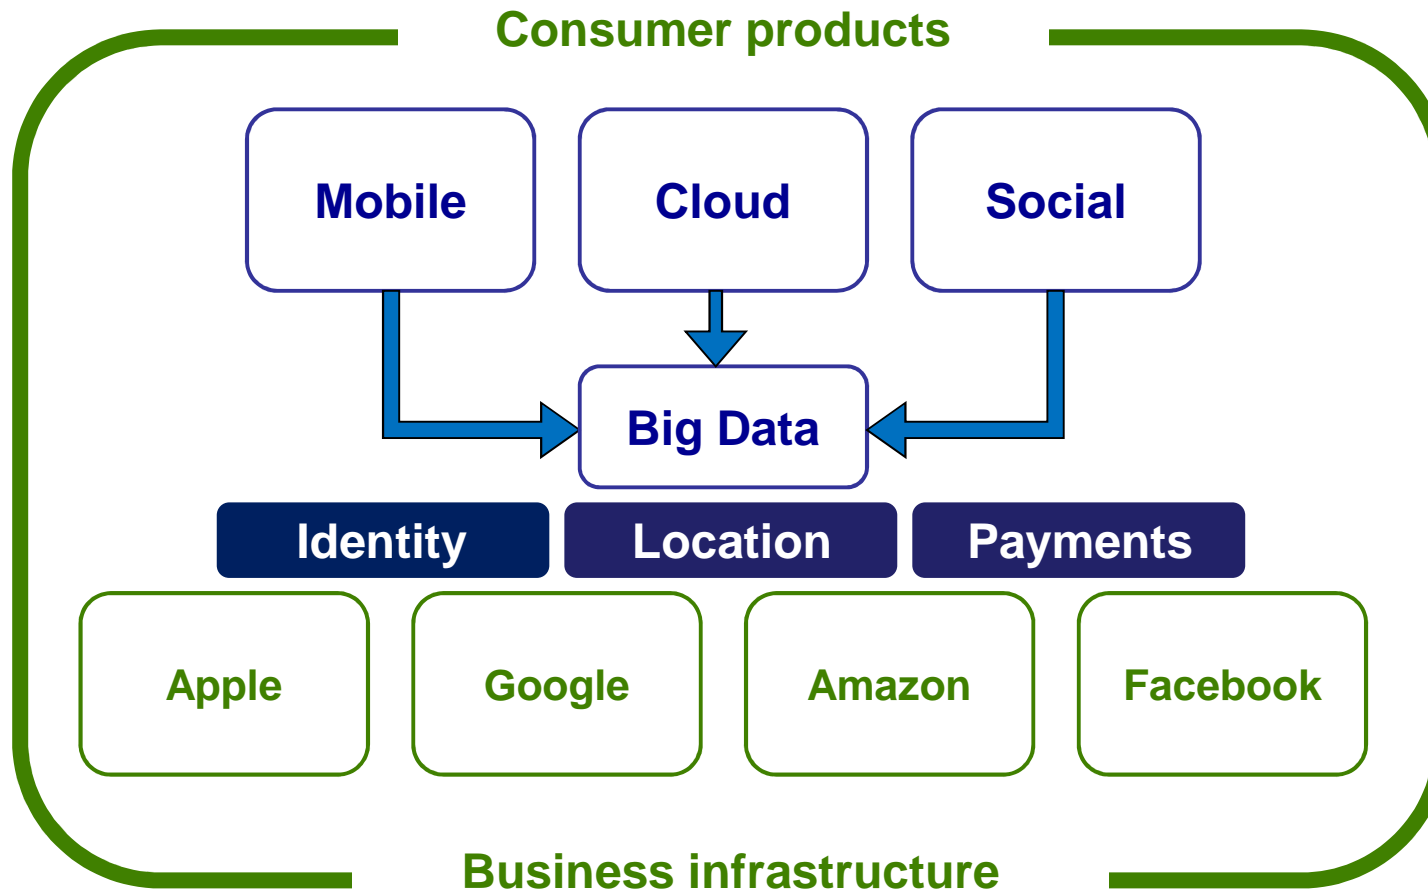 Consumer products
Mobile
Cloud
Social
Big Data
Identity
Location
Payments
Apple
Google
Amazon
Facebook
Business infrastructure